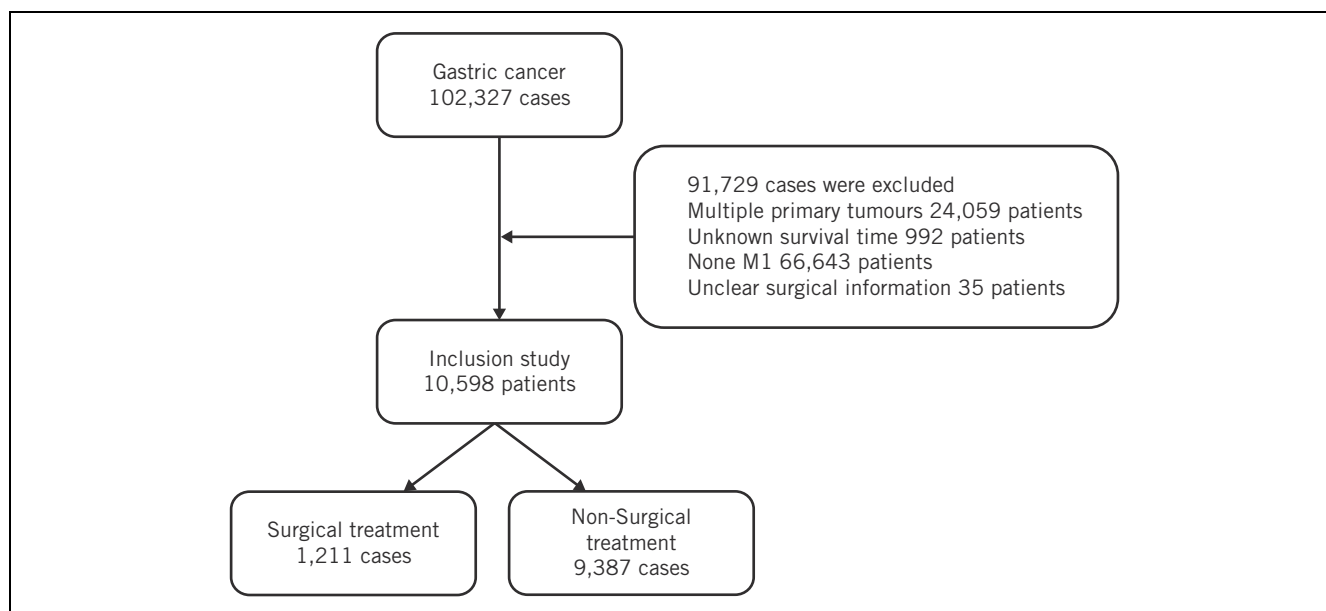 Gastric cancer
102,327 cases
91,729 cases were excluded
Multiple primary tumours 24,059 patients
Unknown survival time 992 patients
None M1 66,643 patients
Unclear surgical information 35 patients
Inclusion study
10,598 patients
Surgical treatment
1,211 cases
Non-Surgical
treatment
9,387 cases